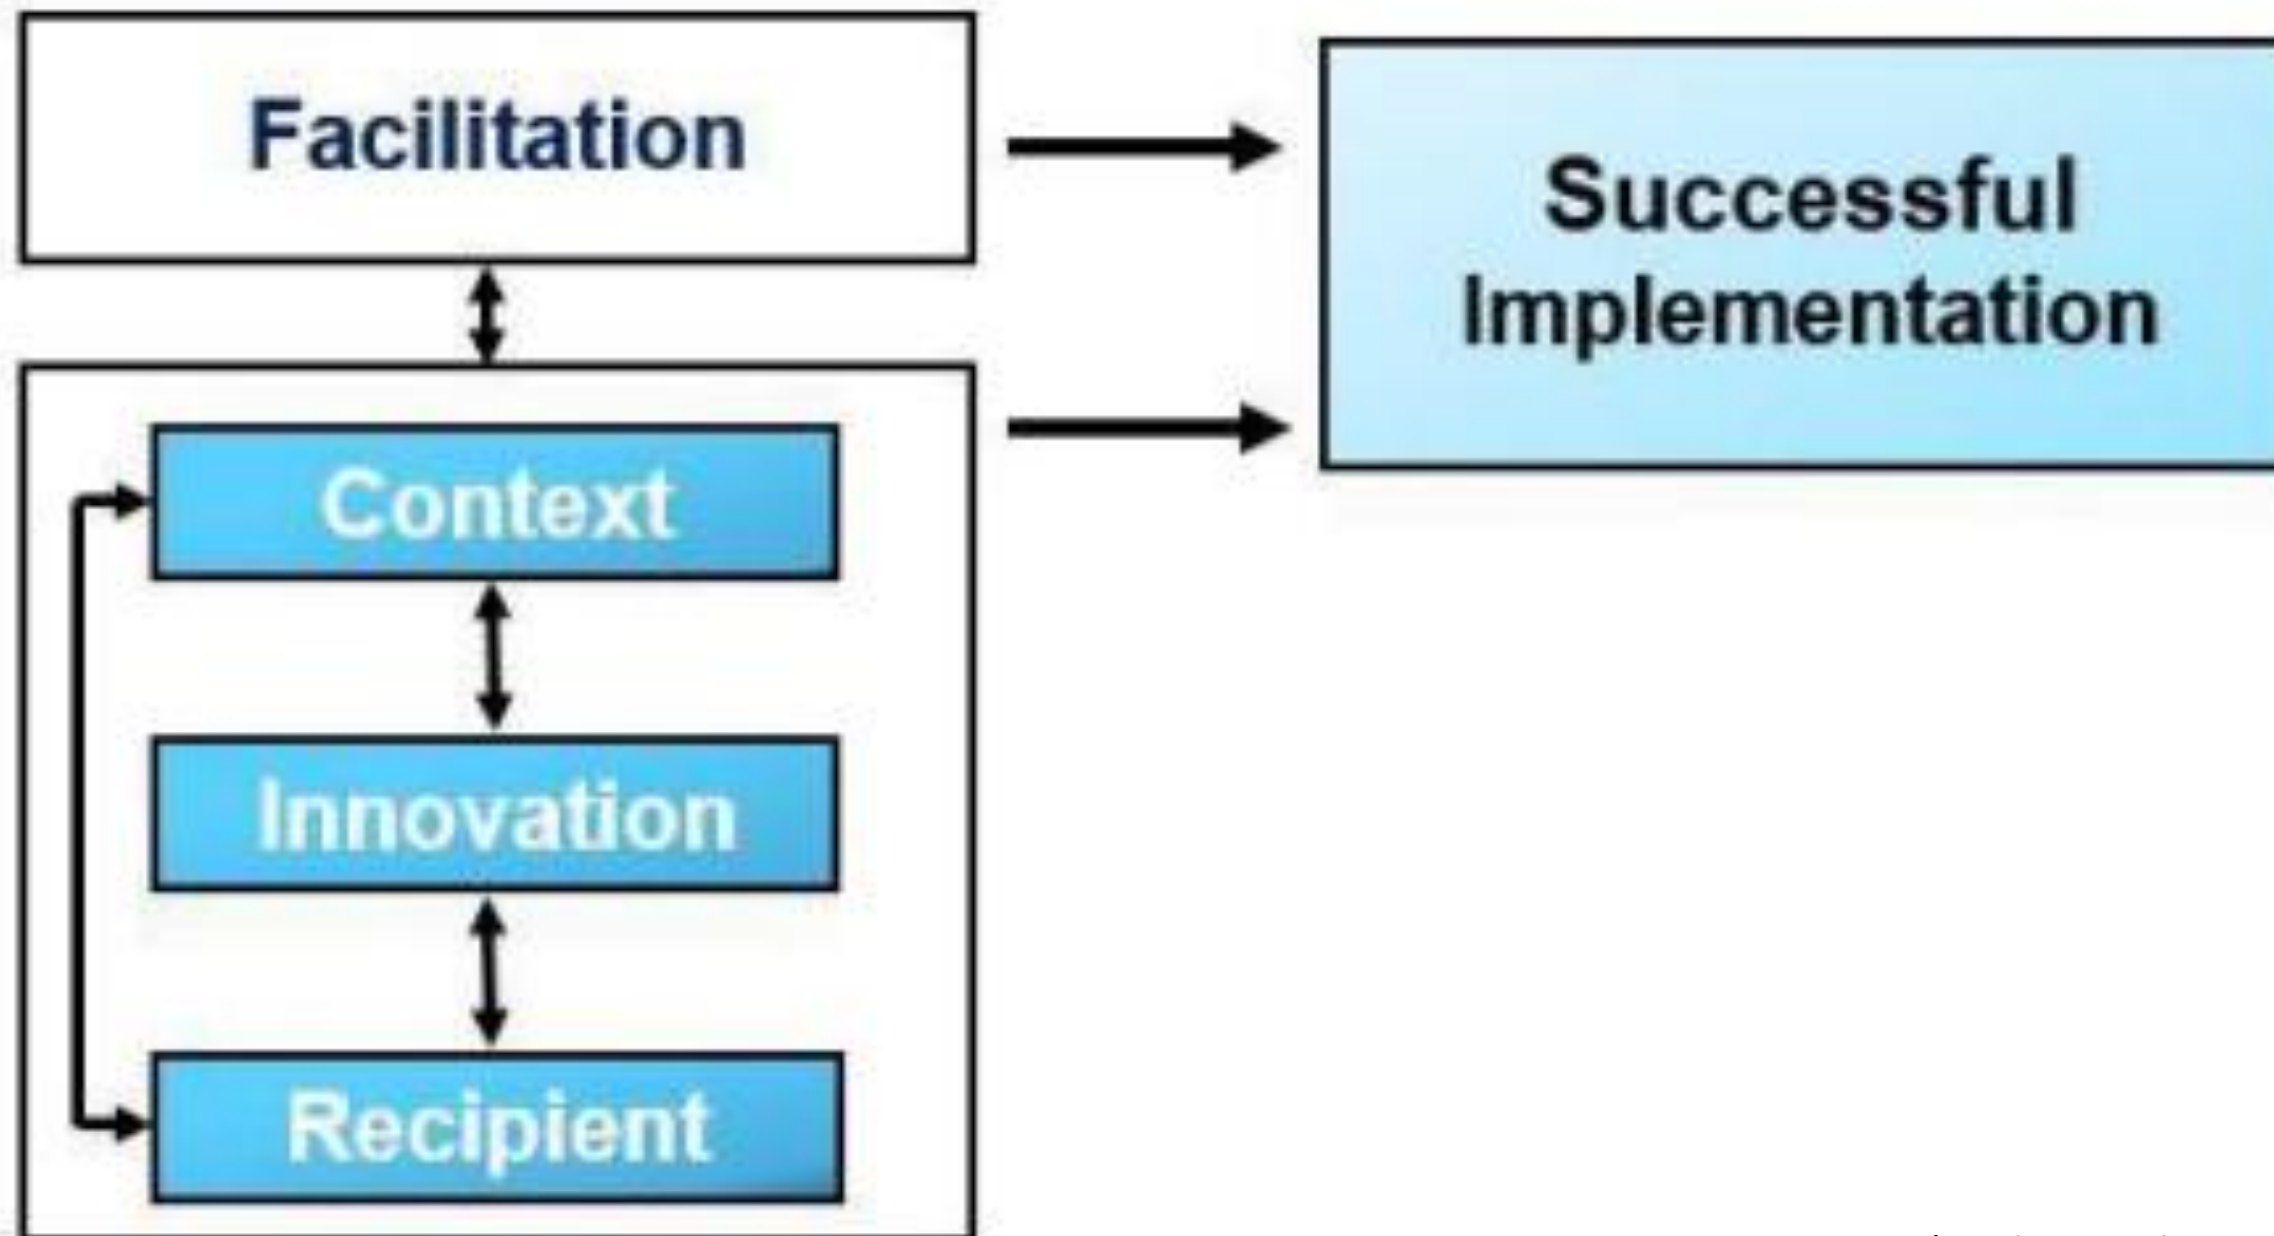 Facilitation
Successful
Implementation
Context
Innovation
Recipient